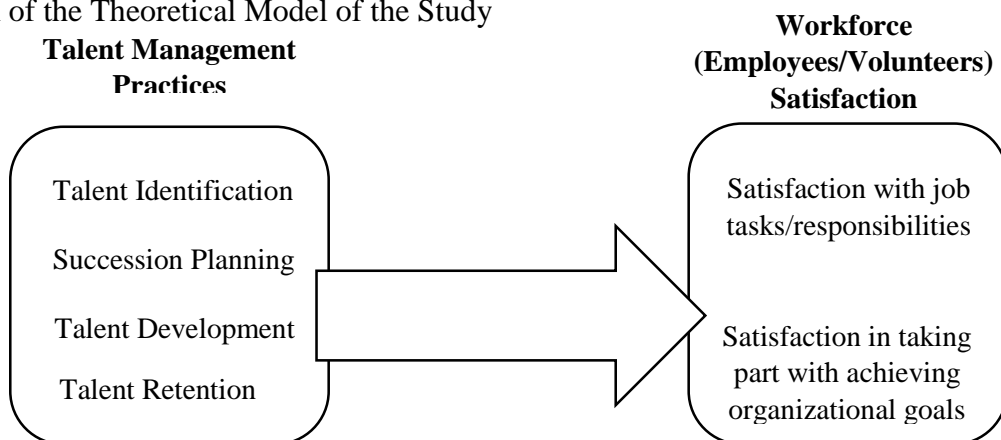 of the Theoretical Model of the Study
Talent Management
Practices
Talent Identification
Succession Planning
Talent Development
Talent Retention
Workforce
(Employees/Volunteers)
Satisfaction
Satisfaction with job
tasks/responsibilities
Satisfaction in taking
part with achieving
organizational goals